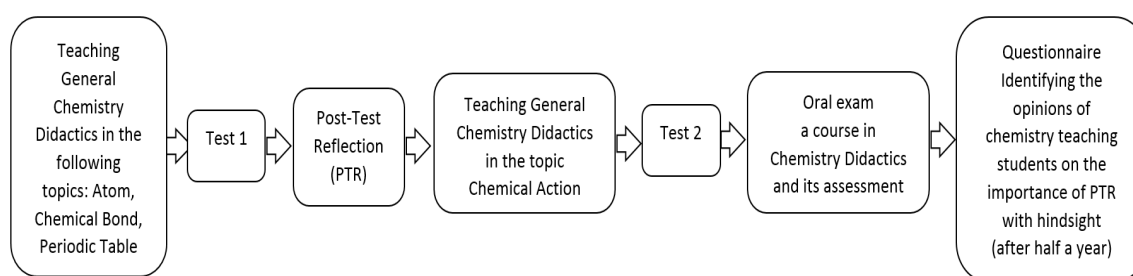 Teaching
General
Chemistry
Didactics in the
following
topics: Atom,
Chemical Bond,
Periodic Table
Test 1
Post-Test
Reflection
(PTR)
Teaching General
Chemistry Didactics
in the topic
Chemical Action
Test 2
Oral exam
a course in
Chemistry Didactics
and its assessment
Questionnaire
Identifying the
opinions of
chemistry teaching
students on the
importance of PTR
with hindsight
(after half a year)